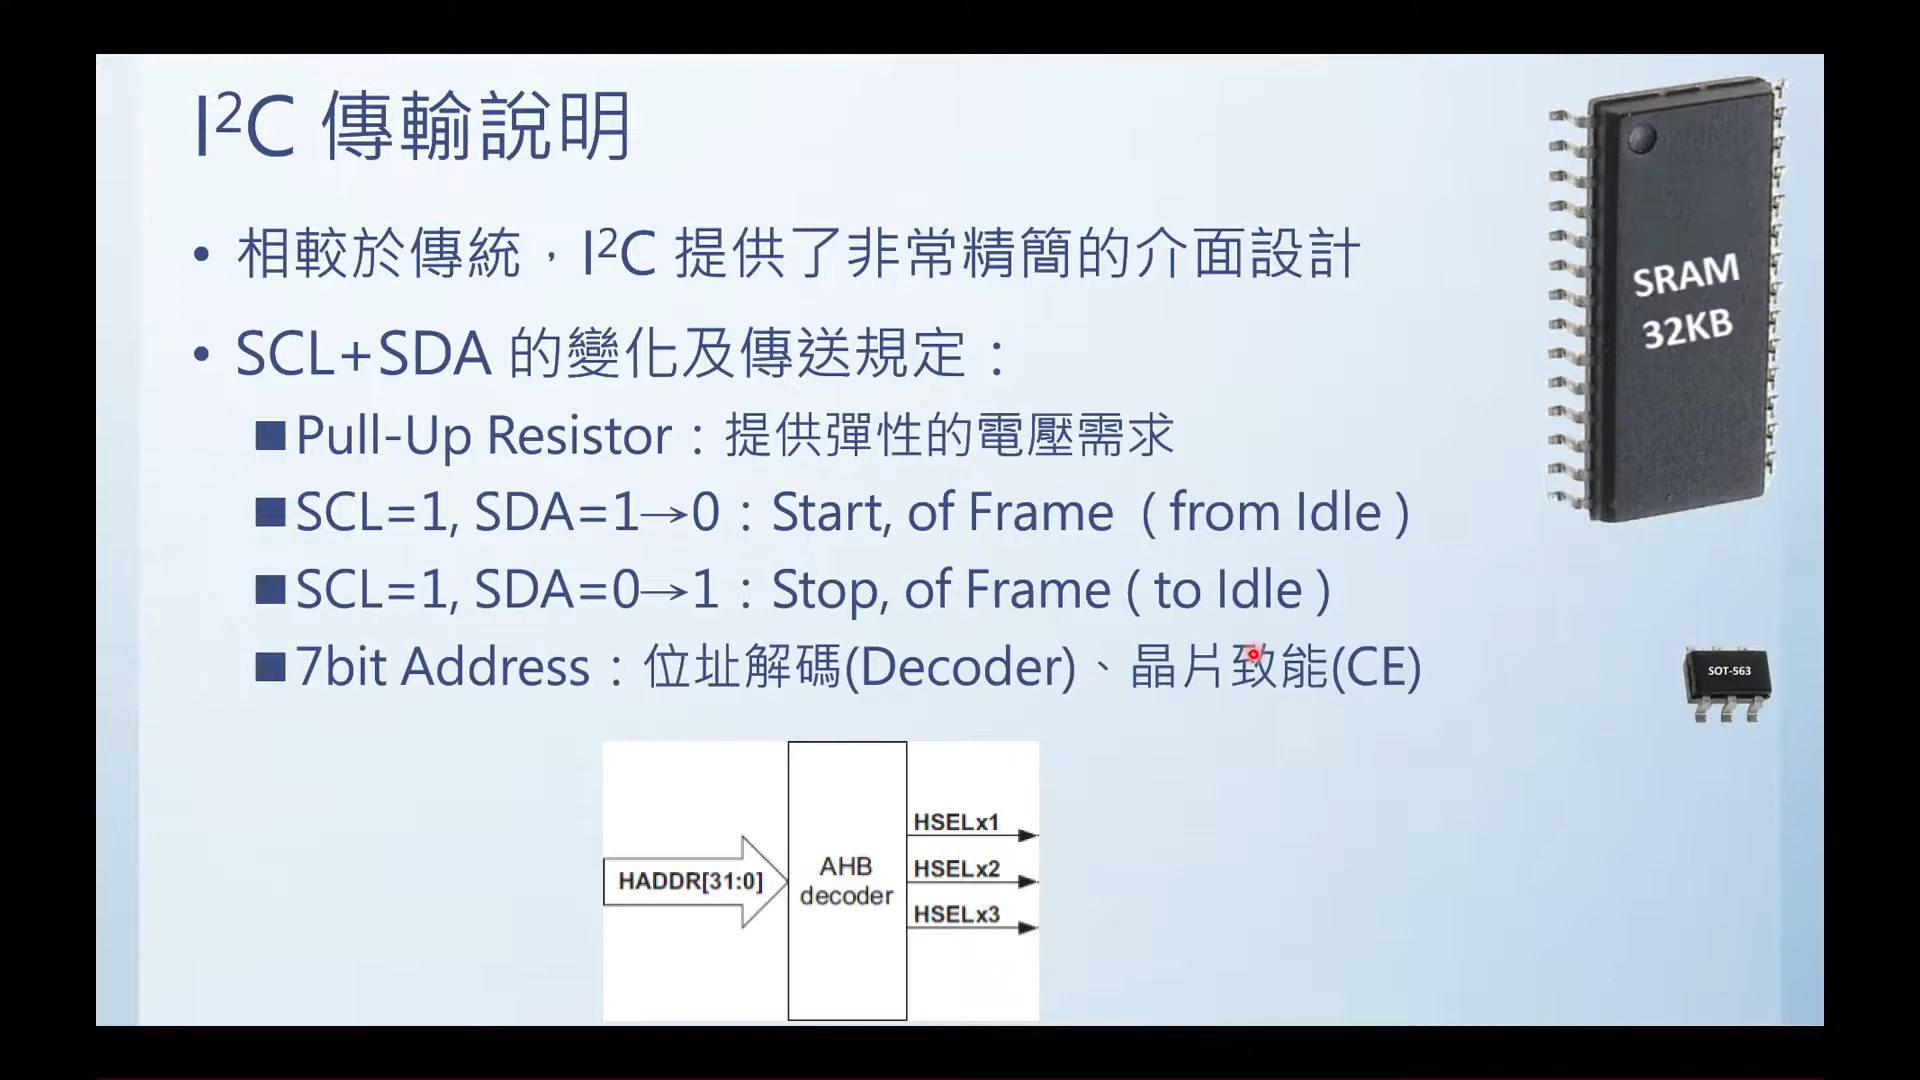 I²C 傳輸說明
• 相較於傳統，I²C 提供了非常精簡的介面設計
• SCL+SDA 的變化及傳送規定：
■Pull-Up Resistor：提供彈性的電壓需求
■SCL=1, SDA=1→0：Start, of Frame（from Idle）
■SCL=1, SDA=0→1：Stop, of Frame ( to Idle )
■7bit Address：位址解碼(Decoder)、晶片致能(CE)
SRAM
32KB
SOT-563
HADDR[31:0]
AHB
decoder
HSELx1
HSELx2
HSELx3